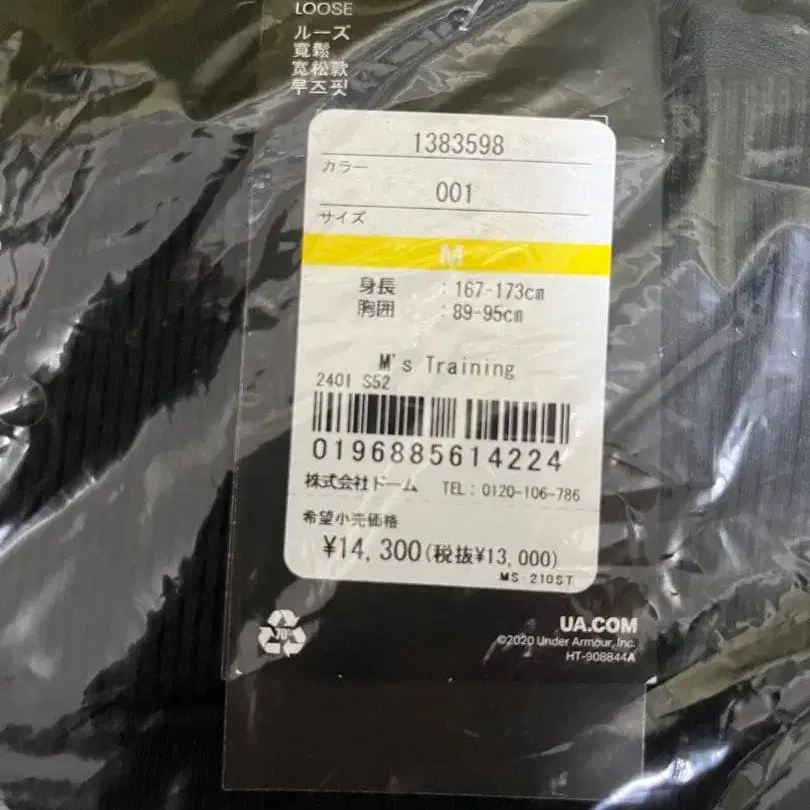 LOOSE
ルーズ
寬鬆
宽松款
루즈핏
1383598
カラー
001
サイズ
M
身長 : 167-173cm
胸囲 : 89-95cm
M's Training
2401 S52
0196885614224
株式会社ドーム TEL: 0120-106-786
希望小売価格
¥14,300(税抜¥13,000)
MS-210ST
70
UA.COM
©2020 Under Armour, Inc.
HT-908844A